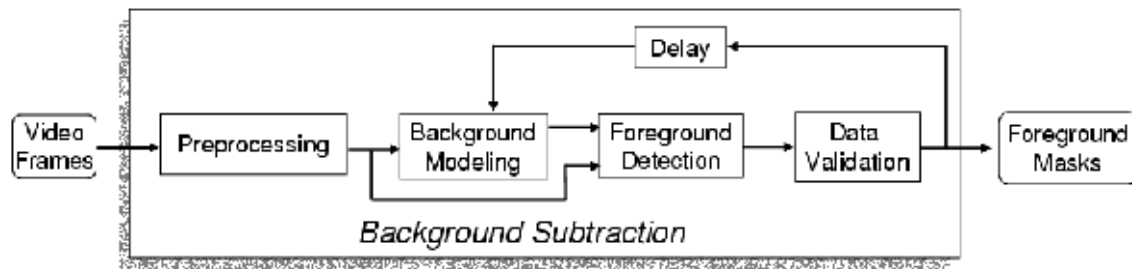 Delay
Video
Frames
Preprocessing
Background
Modeling
Foreground
Detection
Data
Validation
Foreground
Masks
Background Subtraction